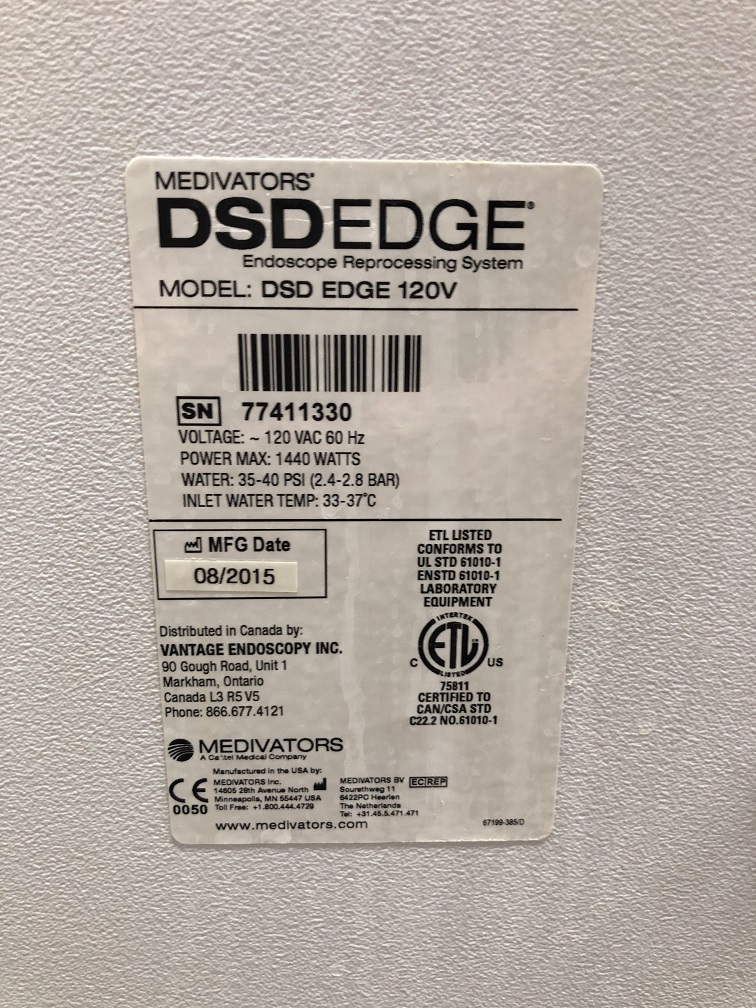 MEDIVATORS®
DSDEDGE®
Endoscope Reprocessing System
MODEL: DSD EDGE 120V
SN 77411330
VOLTAGE: ~ 120 VAC 60 Hz
POWER MAX: 1440 WATTS
WATER: 35-40 PSI (2.4-2.8 BAR)
INLET WATER TEMP: 33-37°C
MFG Date
08/2015
ETL LISTED
CONFORMS TO
UL STD 61010-1
ENSTD 61010-1
LABORATORY
EQUIPMENT
INTERTEK
C ETL US
LISTED
75811
CERTIFIED TO
CAN/CSA STD
C22.2 NO.61010-1
Distributed in Canada by:
VANTAGE ENDOSCOPY INC.
90 Gough Road, Unit 1
Markham, Ontario
Canada L3 R5 V5
Phone: 866.677.4121
MEDIVATORS
A Cantel Medical Company
Manufactured in the USA by:
MEDIVATORS Inc.
14605 28th Avenue North
Minneapolis, MN 55447 USA
Toll Free: +1.800.444.4729
CE
0050
MEDIVATORS BV EC REP
Sourethweg 11
6422PC Heerlen
The Netherlands
Tel: +31.45.5.471.471
www.medivators.com
67199-385/D